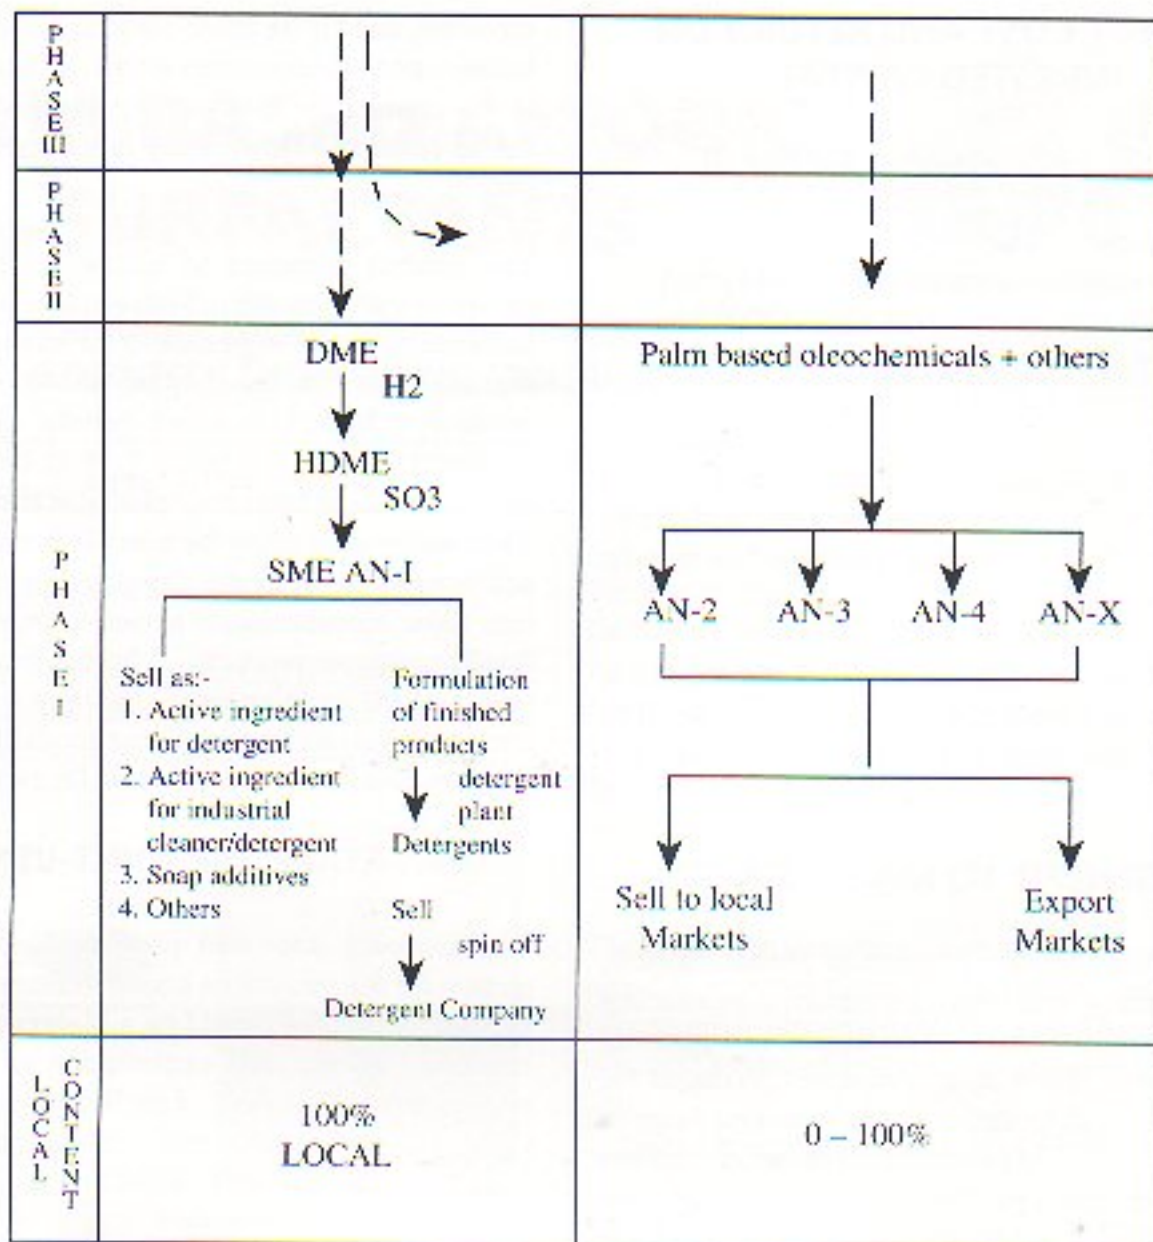 PHASE III
PHASE II
DME
H2
HDME
SO3
SME AN-I
Sell as:-
1. Active ingredient
for detergent
2. Active ingredient
for industrial
cleaner/detergent
3. Soap additives
4. Others
Formulation
of finished
products
detergent
plant
Detergents
Sell
spin off
Detergent Company
Palm based oleochemicals + others
AN-2 AN-3 AN-4 AN-X
Sell to local
Markets
Export
Markets
PHASE I
LOCAL
CONTENT
100%
LOCAL
0 – 100%